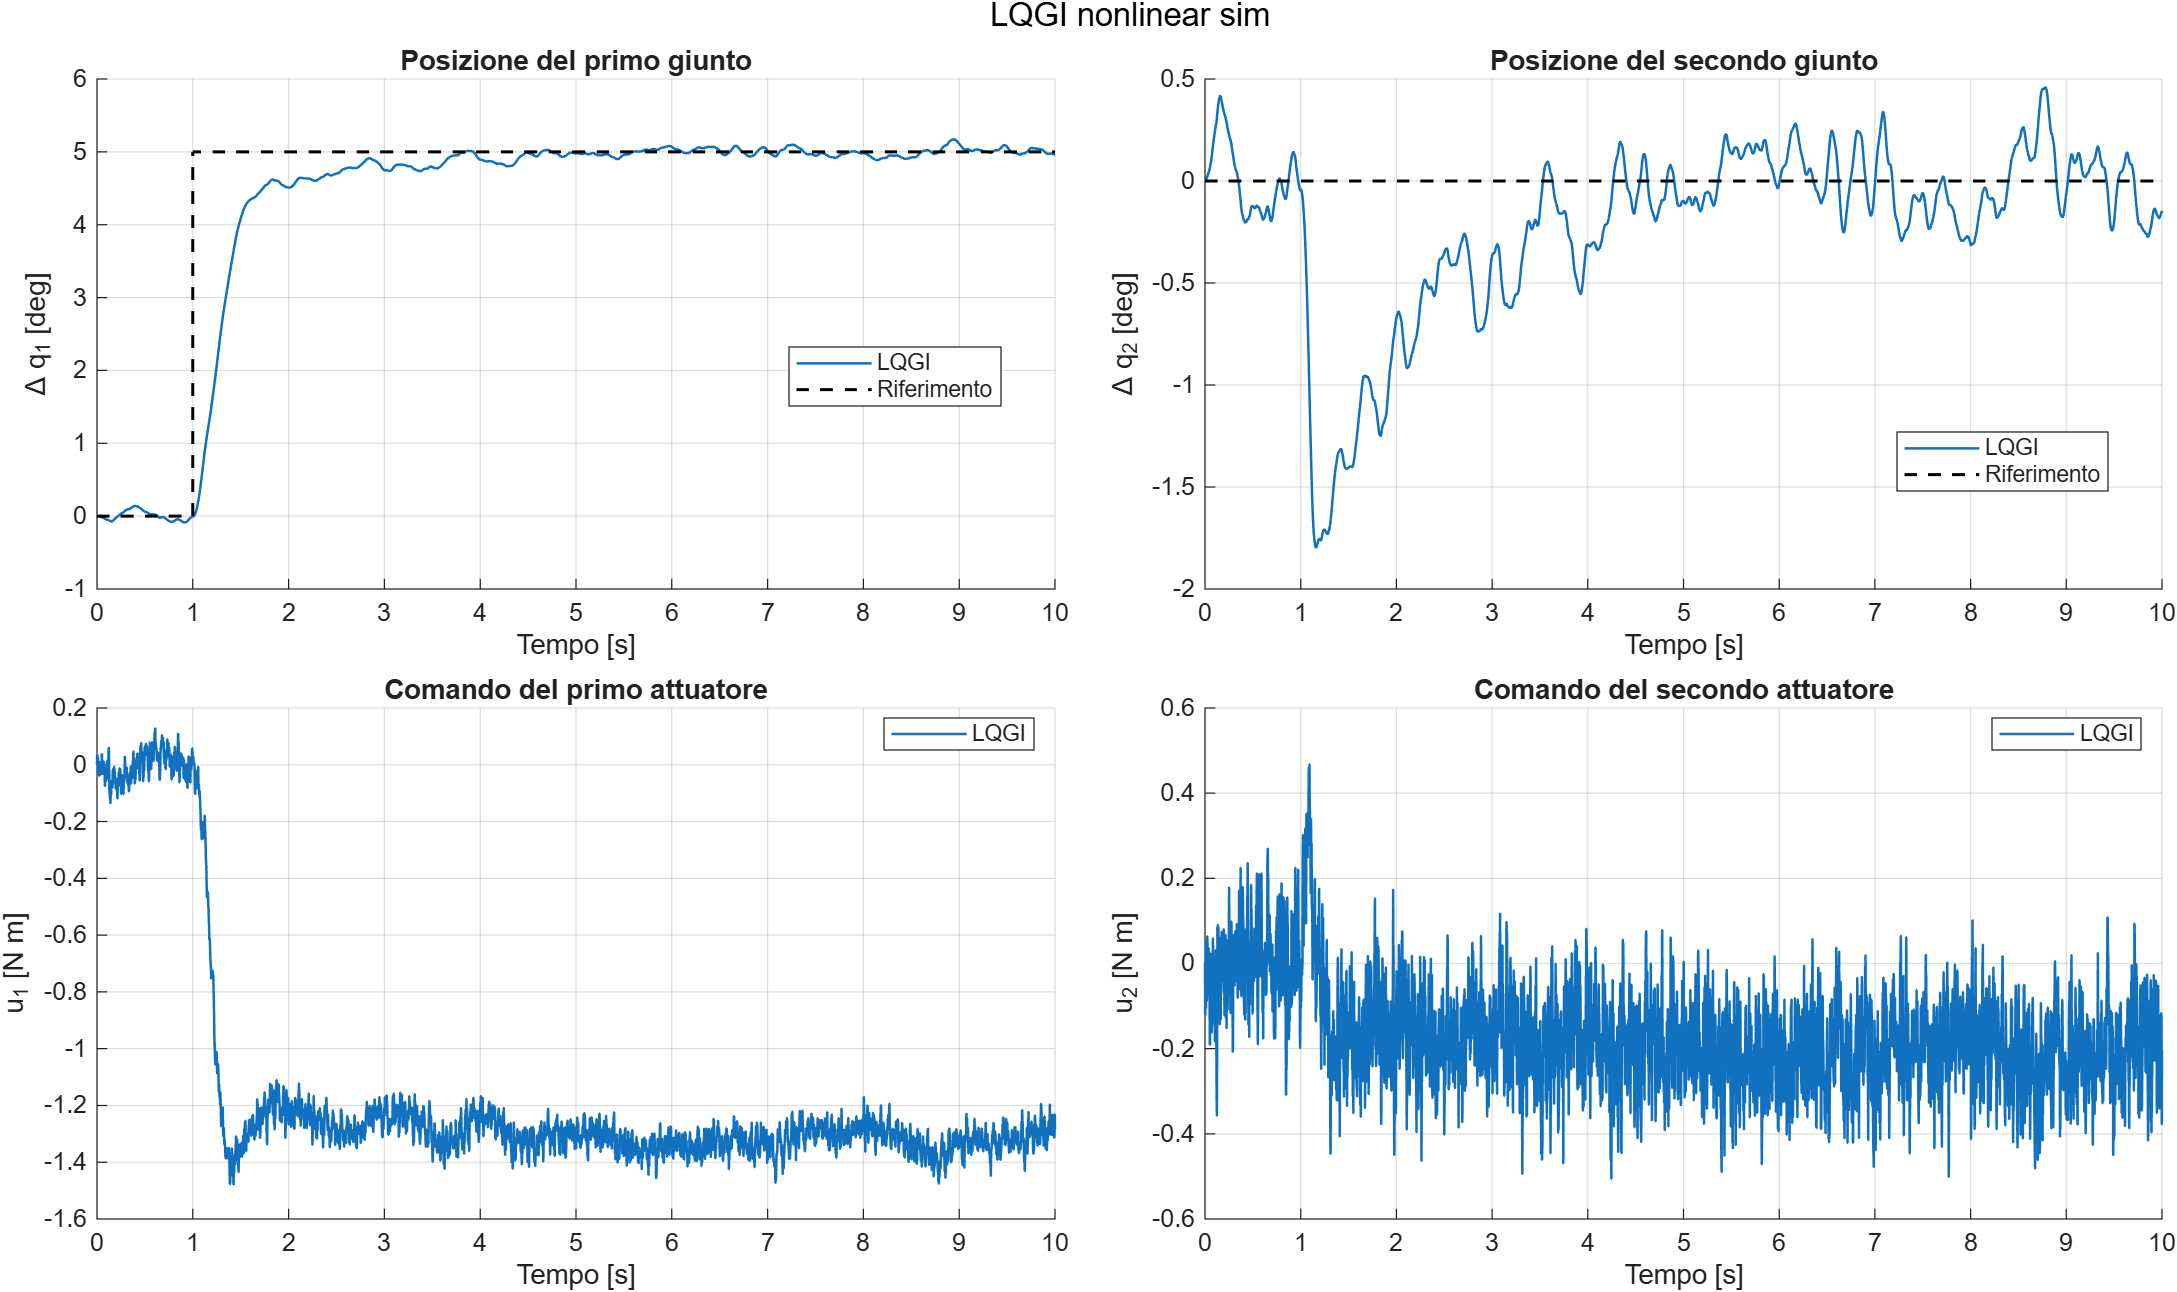 LQGI nonlinear sim
Posizione del primo giunto
6
5
4
3
2
1
0
-1
Δ q1 [deg]
LQGI
Riferimento
0 1 2 3 4 5 6 7 8 9 10
Tempo [s]
Posizione del secondo giunto
0.5
0
-0.5
-1
-1.5
-2
Δ q2 [deg]
LQGI
Riferimento
0 1 2 3 4 5 6 7 8 9 10
Tempo [s]
Comando del primo attuatore
0.2
0
-0.2
-0.4
-0.6
-0.8
-1
-1.2
-1.4
-1.6
u1 [N m]
LQGI
0 1 2 3 4 5 6 7 8 9 10
Tempo [s]
Comando del secondo attuatore
0.6
0.4
0.2
0
-0.2
-0.4
-0.6
u2 [N m]
LQGI
0 1 2 3 4 5 6 7 8 9 10
Tempo [s]